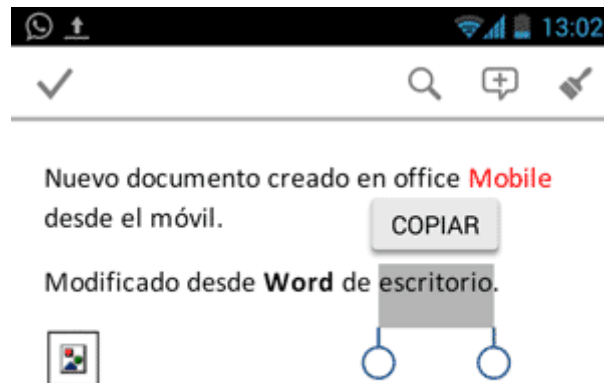 13:02
Nuevo documento creado en office Mobile
desde el móvil.
COPIAR
Modificado desde Word de escritorio.